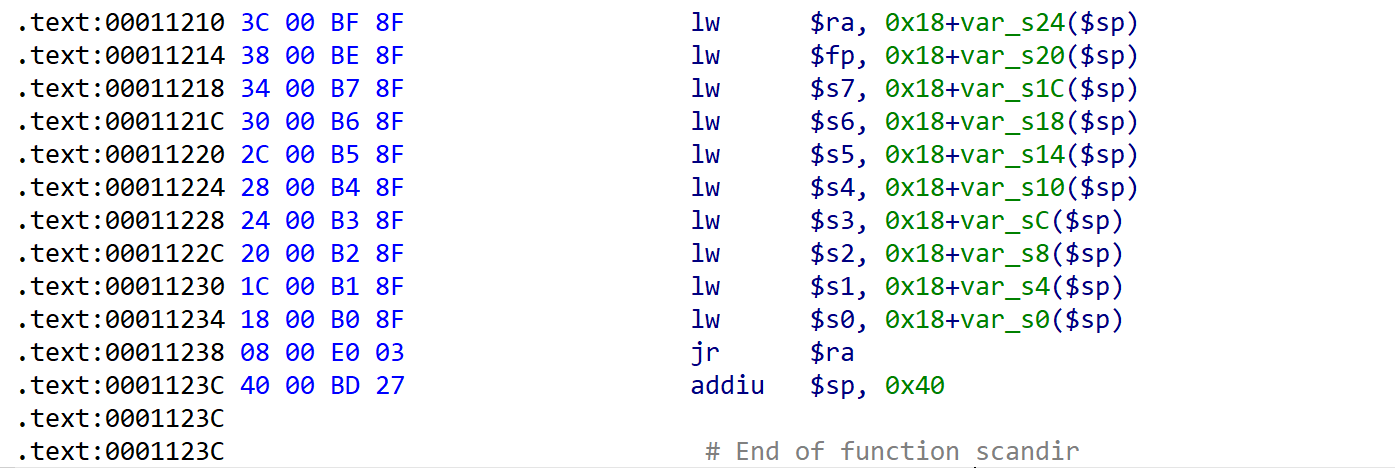 .text:00011210 3C 00 BF 8F lw $ra, 0x18+var_s24($sp)
.text:00011214 38 00 BE 8F lw $fp, 0x18+var_s20($sp)
.text:00011218 34 00 B7 8F lw $s7, 0x18+var_s1C($sp)
.text:0001121C 30 00 B6 8F lw $s6, 0x18+var_s18($sp)
.text:00011220 2C 00 B5 8F lw $s5, 0x18+var_s14($sp)
.text:00011224 28 00 B4 8F lw $s4, 0x18+var_s10($sp)
.text:00011228 24 00 B3 8F lw $s3, 0x18+var_sC($sp)
.text:0001122C 20 00 B2 8F lw $s2, 0x18+var_s8($sp)
.text:00011230 1C 00 B1 8F lw $s1, 0x18+var_s4($sp)
.text:00011234 18 00 B0 8F lw $s0, 0x18+var_s0($sp)
.text:00011238 08 00 E0 03 jr $ra
.text:0001123C 40 00 BD 27 addiu $sp, 0x40
.text:0001123C
.text:0001123C # End of function scandir